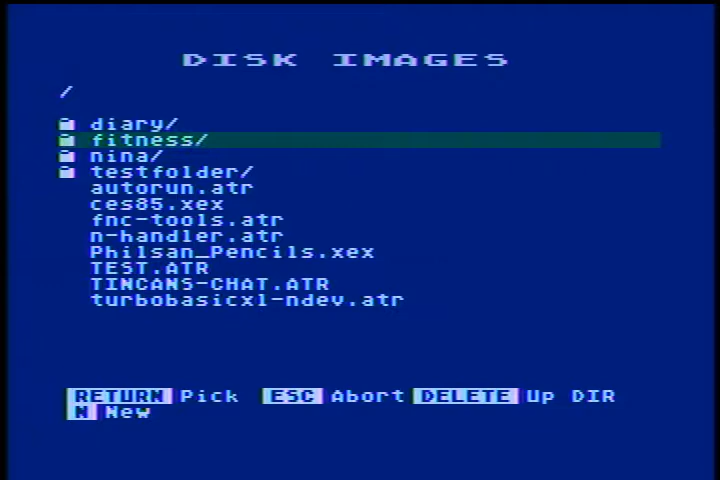 DISK IMAGES
/
diary/
fitness/
nina/
testfolder/
autorun.atr
ces85.xex
fnc-tools.atr
n-handler.atr
Philsan_Pencils.xex
TEST.ATR
TINCANS-CHAT.ATR
turbobasicxl-ndev.atr
RETURN Pick ESC Abort DELETE Up DIR
N New